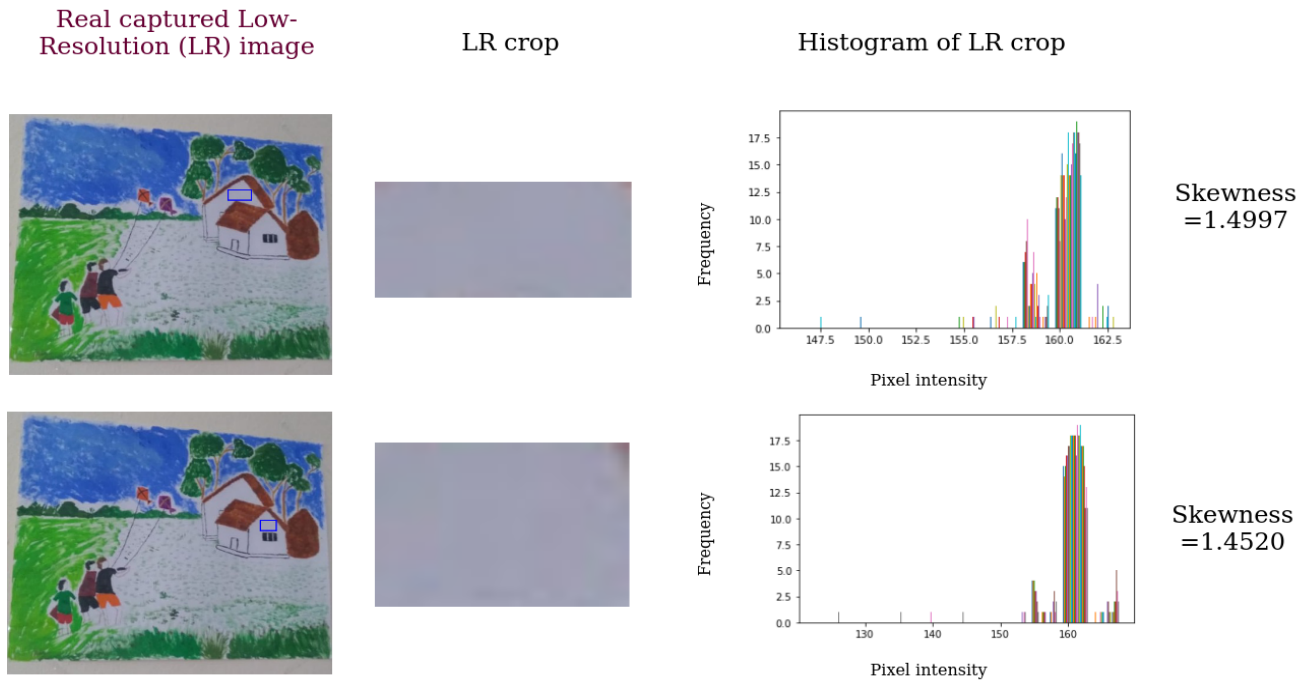 Real captured Low-
Resolution (LR) image
LR crop
Histogram of LR crop
17.5
15.0
12.5
10.0
7.5
5.0
2.5
0.0
Frequency
147.5 150.0 152.5 155.0 157.5 160.0 162.5
Pixel intensity
Skewness
=1.4997
17.5
15.0
12.5
10.0
7.5
5.0
2.5
0.0
Frequency
130 140 150 160
Pixel intensity
Skewness
=1.4520